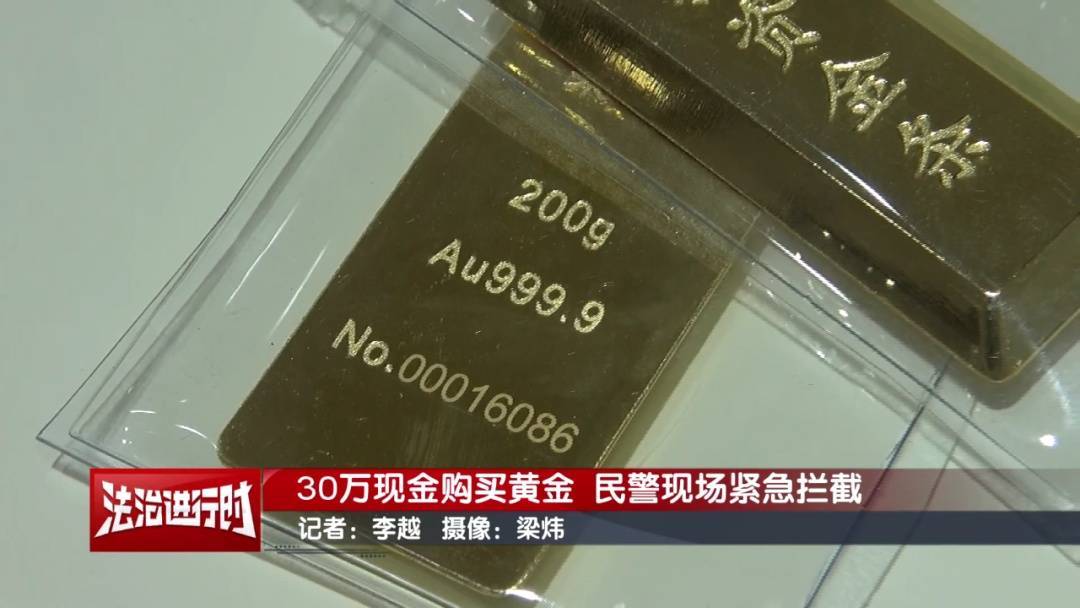 资金条
200g
Au999.9
No.00016086
法治进行时
30万现金购买黄金 民警现场紧急拦截
记者：李越 摄像：梁炜